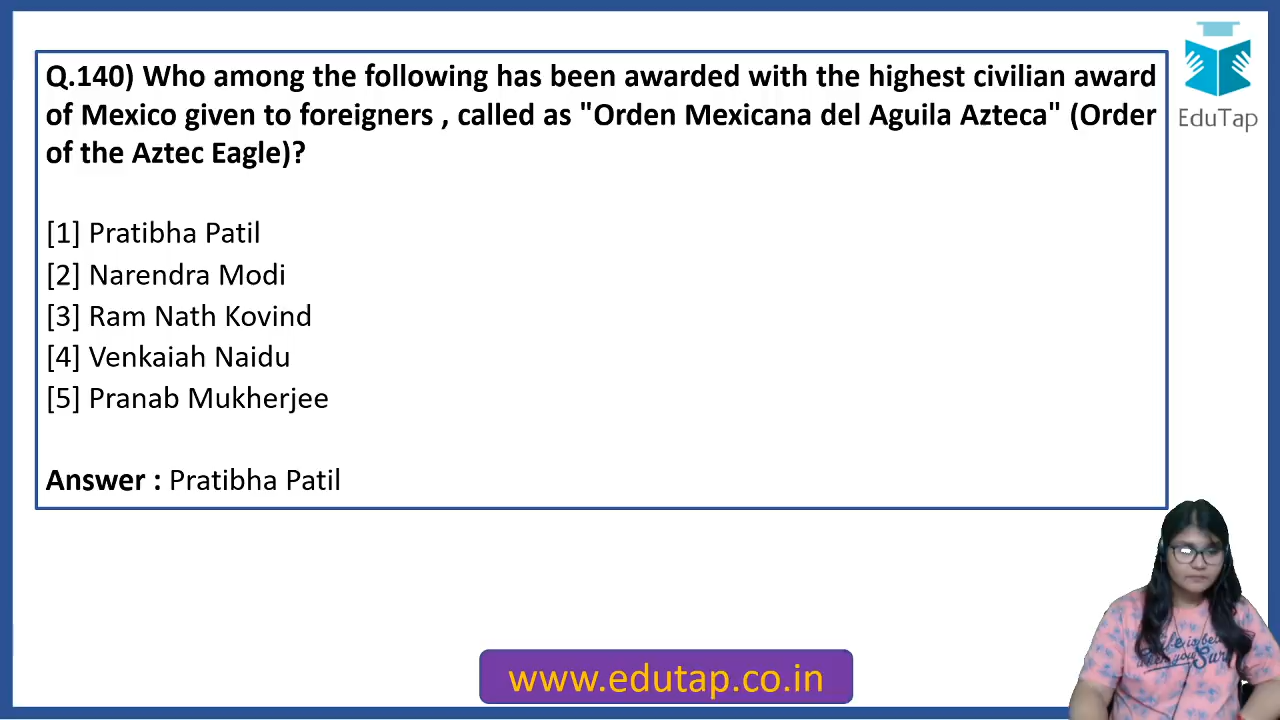 Q.140) Who among the following has been awarded with the highest civilian award
of Mexico given to foreigners , called as "Orden Mexicana del Aguila Azteca" (Order
of the Aztec Eagle)?
[1] Pratibha Patil
[2] Narendra Modi
[3] Ram Nath Kovind
[4] Venkaiah Naidu
[5] Pranab Mukherjee
Answer : Pratibha Patil
EduTap
www.edutap.co.in